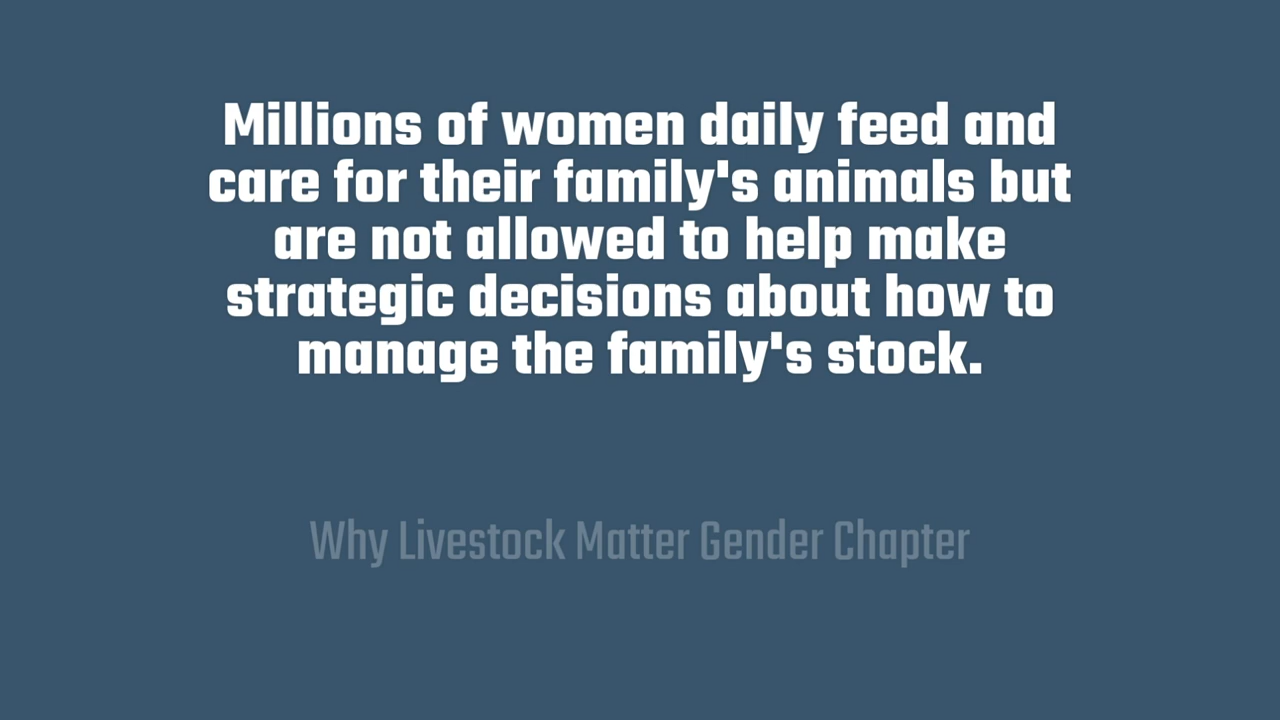 Millions of women daily feed and
care for their family's animals but
are not allowed to help make
strategic decisions about how to
manage the family's stock.
Why Livestock Matter Gender Chapter